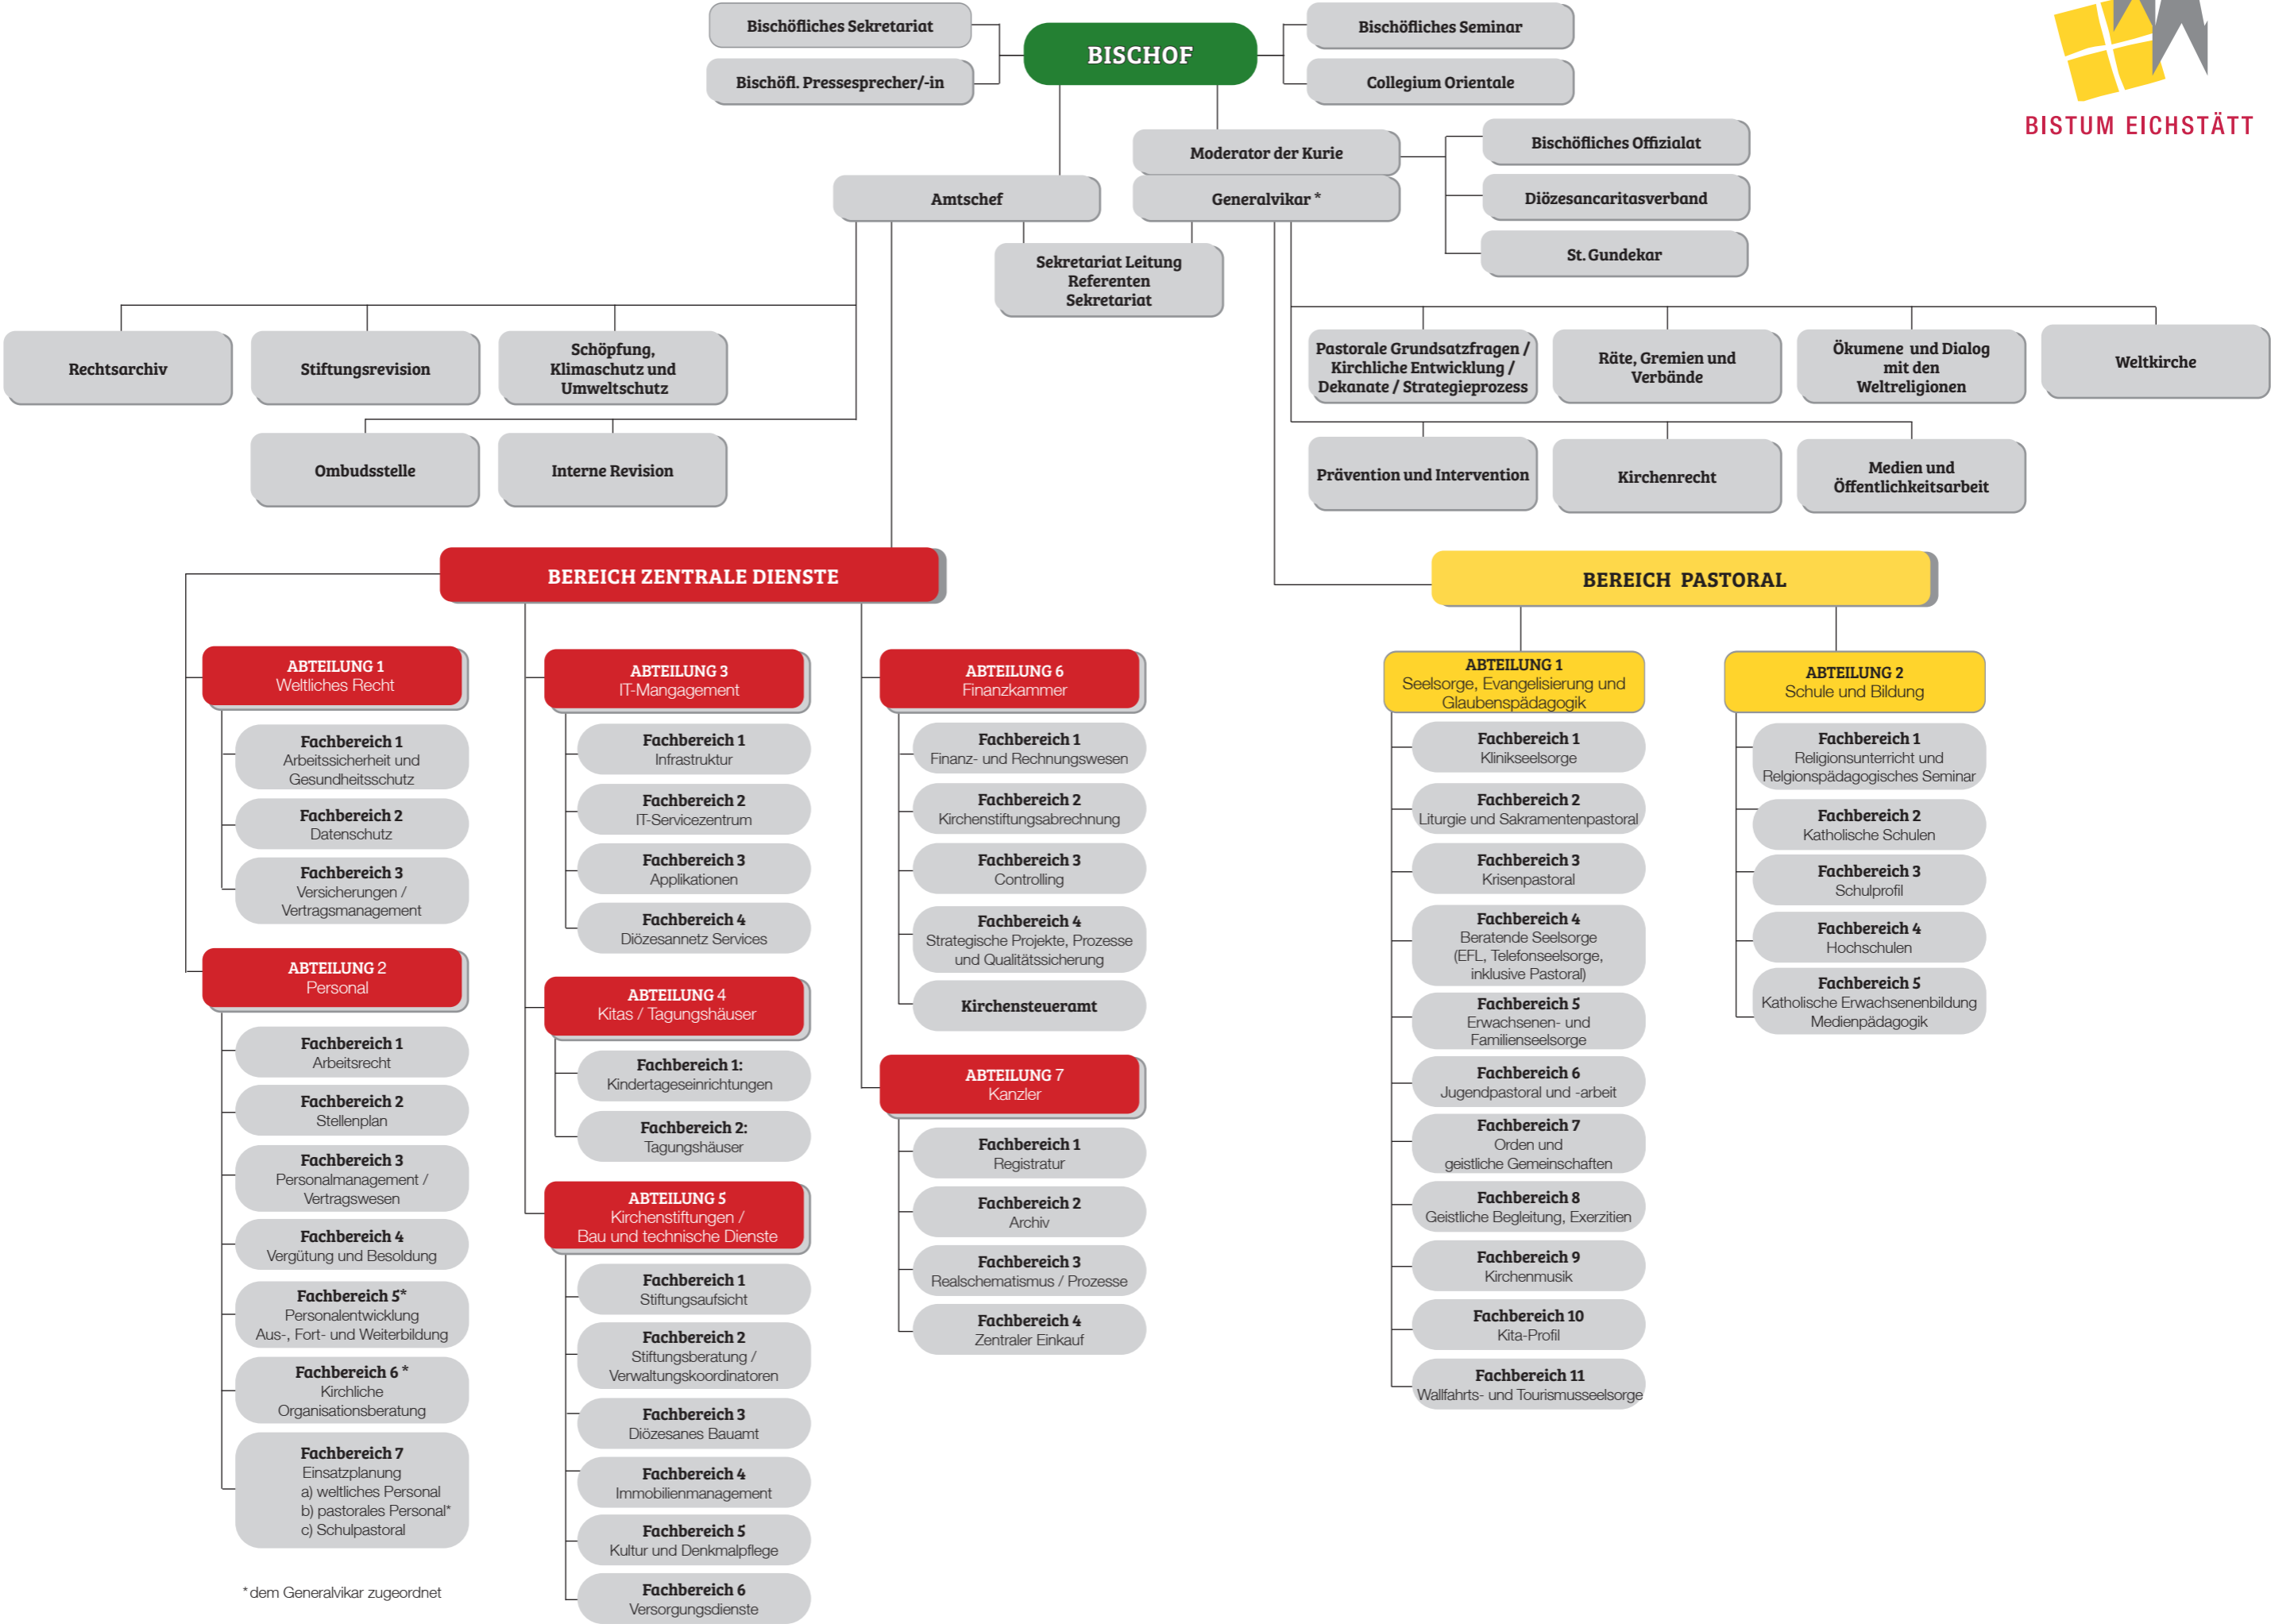 Bischöfliches Sekretariat
Bischöfl. Pressesprecher/-in
BISCHOF
Bischöfliches Seminar
Collegium Orientale
BISTUM EICHSTÄTT
Moderator der Kurie
Generalvikar *
Amtschef
Bischöfliches Offizialat
Diözesancaritasverband
St. Gundekar
Sekretariat Leitung
Referenten
Sekretariat
Rechtsarchiv
Stiftungsrevision
Schöpfung,
Klimaschutz und
Umweltschutz
Ombudsstelle
Interne Revision
Pastorale Grundsatzfragen /
Kirchliche Entwicklung /
Dekanate / Strategieprozess
Räte, Gremien und
Verbände
Ökumene und Dialog
mit den
Weltreligionen
Weltkirche
Prävention und Intervention
Kirchenrecht
Medien und
Öffentlichkeitsarbeit
BEREICH ZENTRALE DIENSTE
ABTEILUNG 1
Weltliches Recht
Fachbereich 1
Arbeitssicherheit und
Gesundheitsschutz
Fachbereich 2
Datenschutz
Fachbereich 3
Versicherungen /
Vertragsmanagement
ABTEILUNG 2
Personal
Fachbereich 1
Arbeitsrecht
Fachbereich 2
Stellenplan
Fachbereich 3
Personalmanagement /
Vertragswesen
Fachbereich 4
Vergütung und Besoldung
Fachbereich 5*
Personalentwicklung
Aus-, Fort- und Weiterbildung
Fachbereich 6 *
Kirchliche
Organisationsberatung
Fachbereich 7
Einsatzplanung
a) weltliches Personal
b) pastorales Personal*
c) Schulpastoral
* dem Generalvikar zugeordnet
ABTEILUNG 3
IT-Mangagement
Fachbereich 1
Infrastruktur
Fachbereich 2
IT-Servicezentrum
Fachbereich 3
Applikationen
Fachbereich 4
Diözesannetz Services
ABTEILUNG 4
Kitas / Tagungshäuser
Fachbereich 1:
Kindertageseinrichtungen
Fachbereich 2:
Tagungshäuser
ABTEILUNG 5
Kirchenstiftungen /
Bau und technische Dienste
Fachbereich 1
Stiftungsaufsicht
Fachbereich 2
Stiftungsberatung /
Verwaltungskoordinatoren
Fachbereich 3
Diözesanes Bauamt
Fachbereich 4
Immobilienmanagement
Fachbereich 5
Kultur und Denkmalpflege
Fachbereich 6
Versorgungsdienste
ABTEILUNG 6
Finanzkammer
Fachbereich 1
Finanz- und Rechnungswesen
Fachbereich 2
Kirchenstiftungsabrechnung
Fachbereich 3
Controlling
Fachbereich 4
Strategische Projekte, Prozesse
und Qualitätssicherung
Kirchensteueramt
ABTEILUNG 7
Kanzler
Fachbereich 1
Registratur
Fachbereich 2
Archiv
Fachbereich 3
Realschematismus / Prozesse
Fachbereich 4
Zentraler Einkauf
BEREICH PASTORAL
ABTEILUNG 1
Seelsorge, Evangelisierung und
Glaubenspädagogik
Fachbereich 1
Klinikseelsorge
Fachbereich 2
Liturgie und Sakramentenpastoral
Fachbereich 3
Krisenpastoral
Fachbereich 4
Beratende Seelsorge
(EFL, Telefonseelsorge,
inklusive Pastoral)
Fachbereich 5
Erwachsenen- und
Familienseelsorge
Fachbereich 6
Jugendpastoral und -arbeit
Fachbereich 7
Orden und
geistliche Gemeinschaften
Fachbereich 8
Geistliche Begleitung, Exerzitien
Fachbereich 9
Kirchenmusik
Fachbereich 10
Kita-Profil
Fachbereich 11
Wallfahrts- und Tourismusseelsorge
ABTEILUNG 2
Schule und Bildung
Fachbereich 1
Religionsunterricht und
Relgionspädagogisches Seminar
Fachbereich 2
Katholische Schulen
Fachbereich 3
Schulprofil
Fachbereich 4
Hochschulen
Fachbereich 5
Katholische Erwachsenenbildung
Medienpädagogik